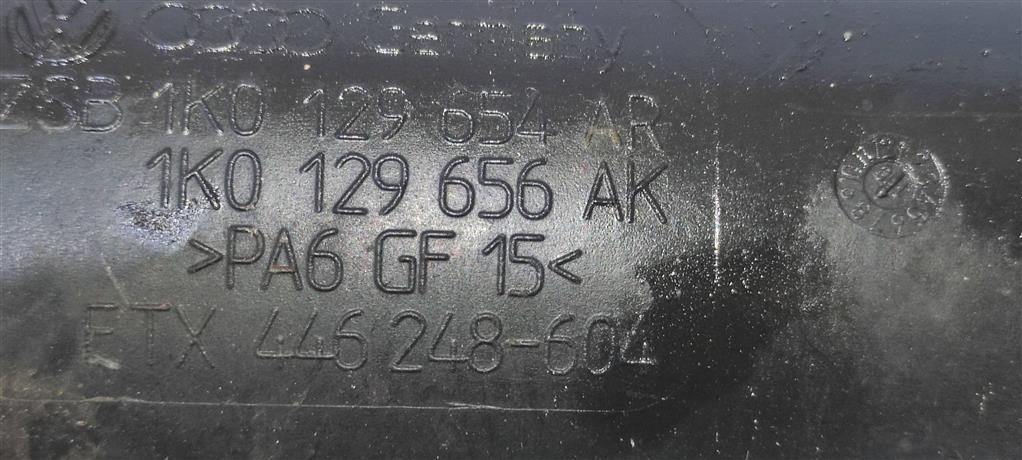 Germany
ZSB 1K0 129 654 AR
1K0 129 656 AK
>PA6 GF 15<
ETX 446 248-604